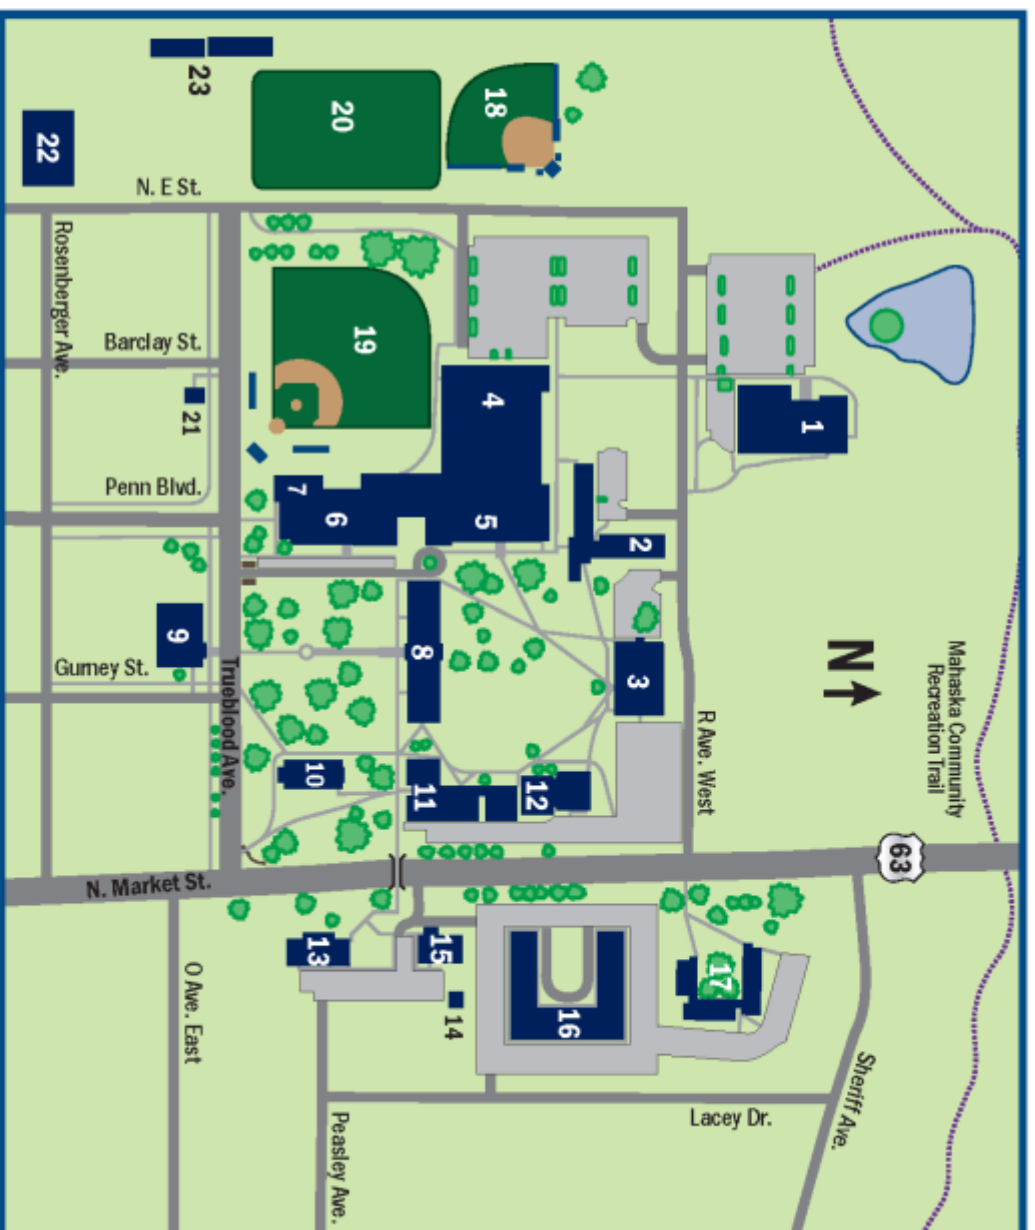 23
22
20
18
N. E St.
Rosenberger Ave.
Barclay St.
21
19
4
1
Penn Blvd.
7
6
5
2
9
8
3
Gurney St.
Trueblood Ave.
R Ave. West
N
Mahaska Community
Recreation Trail
10
11
12
63
N. Market St.
13
15
14
16
17
O Ave. East
Peasley Ave.
Lacey Dr.
Sheriff Ave.